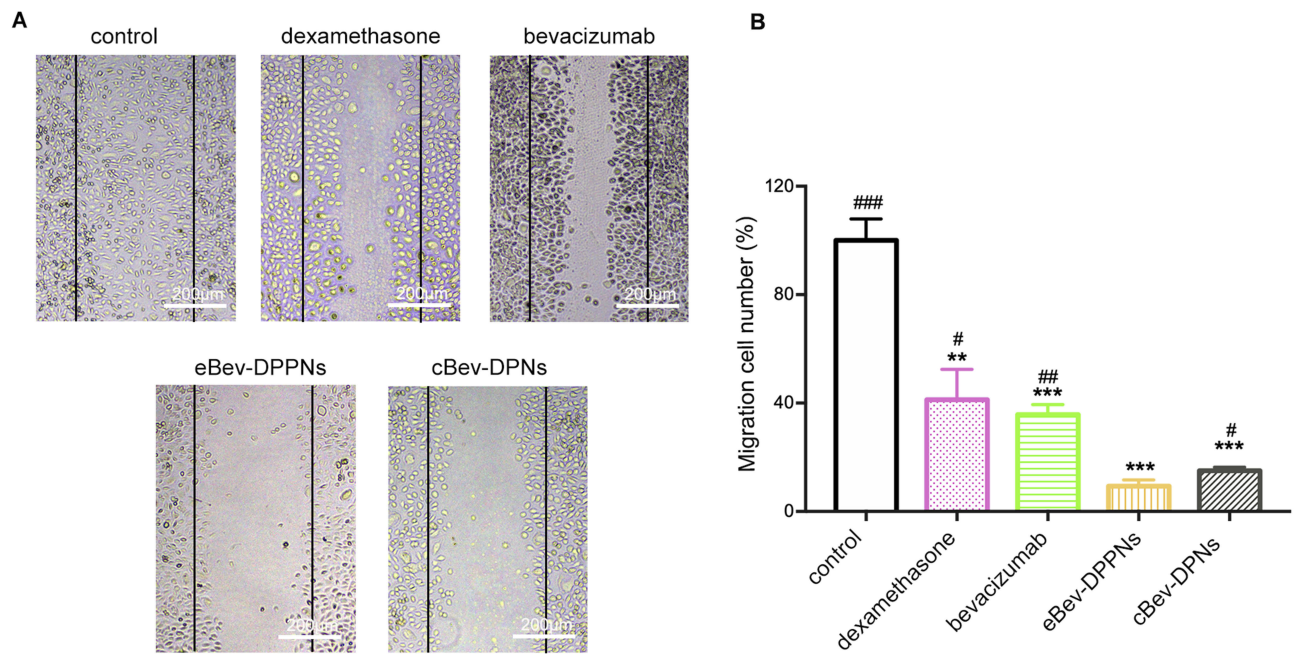 A
control
dexamethasone
bevacizumab
200μm
200μm
200μm
eBev-DPPNs
cBev-DPNs
200μm
200μm
B
Migration cell number (%)
120
80
40
0
###
#
**
##
***
***
#
***
control
dexamethasone
bevacizumab
eBev-DPPNs
cBev-DPNs